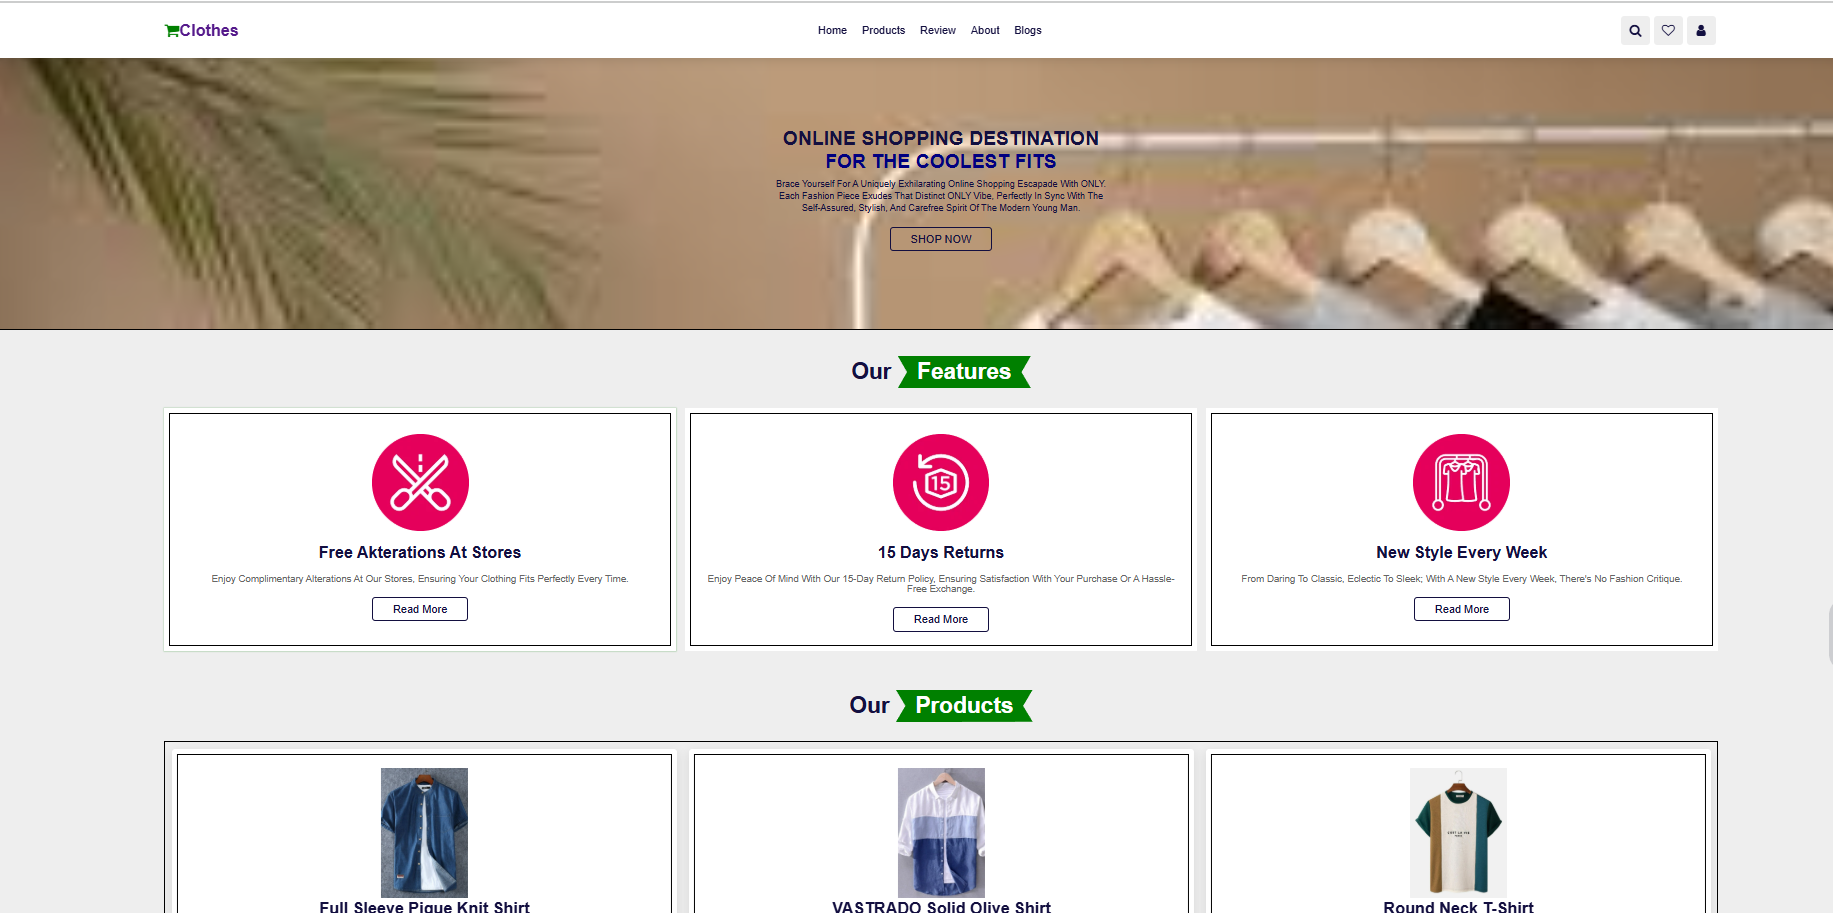 Clothes
Home Products Review About Blogs
ONLINE SHOPPING DESTINATION
FOR THE COOLEST FITS
Brace Yourself For A Uniquely Exhilarating Online Shopping Escapade With ONLY.
Each Fashion Piece Exudes That Distinct ONLY Vibe, Perfectly In Sync With The
Self-Assured, Stylish, And Carefree Spirit Of The Modern Young Man.
SHOP NOW
Our Features
15
Free Akterations At Stores
Enjoy Complimentary Alterations At Our Stores, Ensuring Your Clothing Fits Perfectly Every Time.
Read More
15 Days Returns
Enjoy Peace Of Mind With Our 15-Day Return Policy, Ensuring Satisfaction With Your Purchase Or A Hassle-
Free Exchange.
Read More
New Style Every Week
From Daring To Classic, Eclectic To Sleek; With A New Style Every Week, There's No Fashion Critique.
Read More
Our Products
Full Sleeve Pique Knit Shirt
VASTRADO Solid Olive Shirt
Round Neck T-Shirt